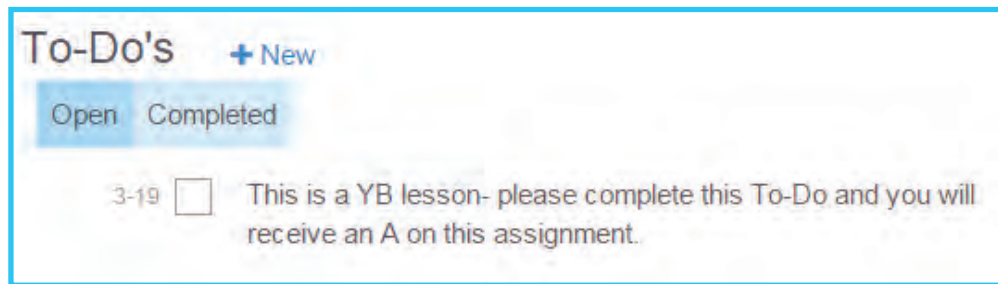 To-Do's + New
Open Completed
3-19 This is a YB lesson- please complete this To-Do and you will
receive an A on this assignment.